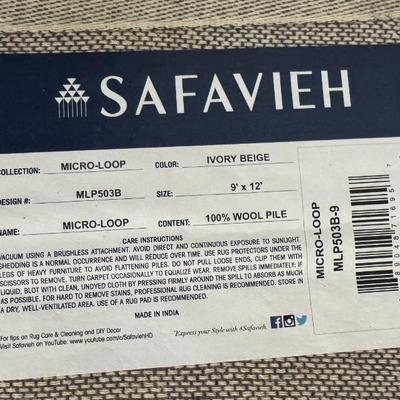 SAFAVIEH
COLLECTION: MICRO-LOOP COLOR: IVORY BEIGE
DESIGN #: MLP503B SIZE: 9' x 12'
NAME: MICRO-LOOP CONTENT: 100% WOOL PILE
CARE INSTRUCTIONS
VACUUM USING A BRUSHLESS ATTACHMENT. AVOID DIRECT AND CONTINUOUS EXPOSURE TO SUNLIGHT.
SHEDDING IS A NORMAL OCCURRENCE AND WILL REDUCE OVER TIME. USE RUG PROTECTORS UNDER THE
LEGS OF HEAVY FURNITURE TO AVOID FLATTENING PILES. DO NOT PULL LOOSE ENDS, CLIP THEM WITH
SCISSORS TO REMOVE. TURN CARPET OCCASIONALLY TO EQUALIZE WEAR. REMOVE SPILLS IMMEDIATELY. IF
LIQUID, BLOT WITH CLEAN, UNDYED CLOTH BY PRESSING FIRMLY AROUND THE SPILL TO ABSORB AS MUCH
AS POSSIBLE. FOR HARD TO REMOVE STAINS, PROFESSIONAL RUG CLEANING IS RECOMMENDED. STORE IN
A DRY, WELL-VENTILATED AREA. USE OF A RUG PAD IS RECOMMENDED.
MADE IN INDIA
For tips on Rug Care & Cleaning and DIY Decor
Visit Safavieh on Youtube: youtube.com/c/SafaviehHD
"Express your Style with #Safavieh.
MICRO-LOOP
MLP503B-9